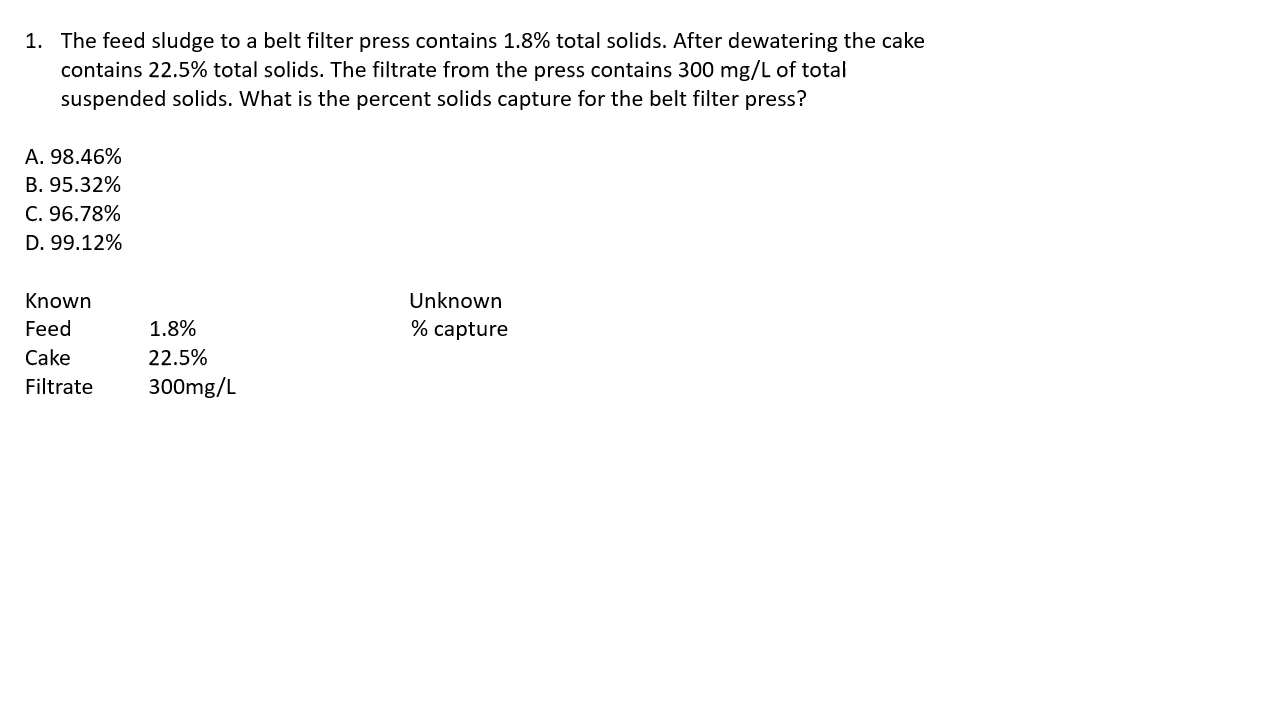 1. The feed sludge to a belt filter press contains 1.8% total solids. After dewatering the cake
contains 22.5% total solids. The filtrate from the press contains 300 mg/L of total
suspended solids. What is the percent solids capture for the belt filter press?
A. 98.46%
B. 95.32%
C. 96.78%
D. 99.12%
Known Unknown
Feed 1.8% % capture
Cake 22.5%
Filtrate 300mg/L